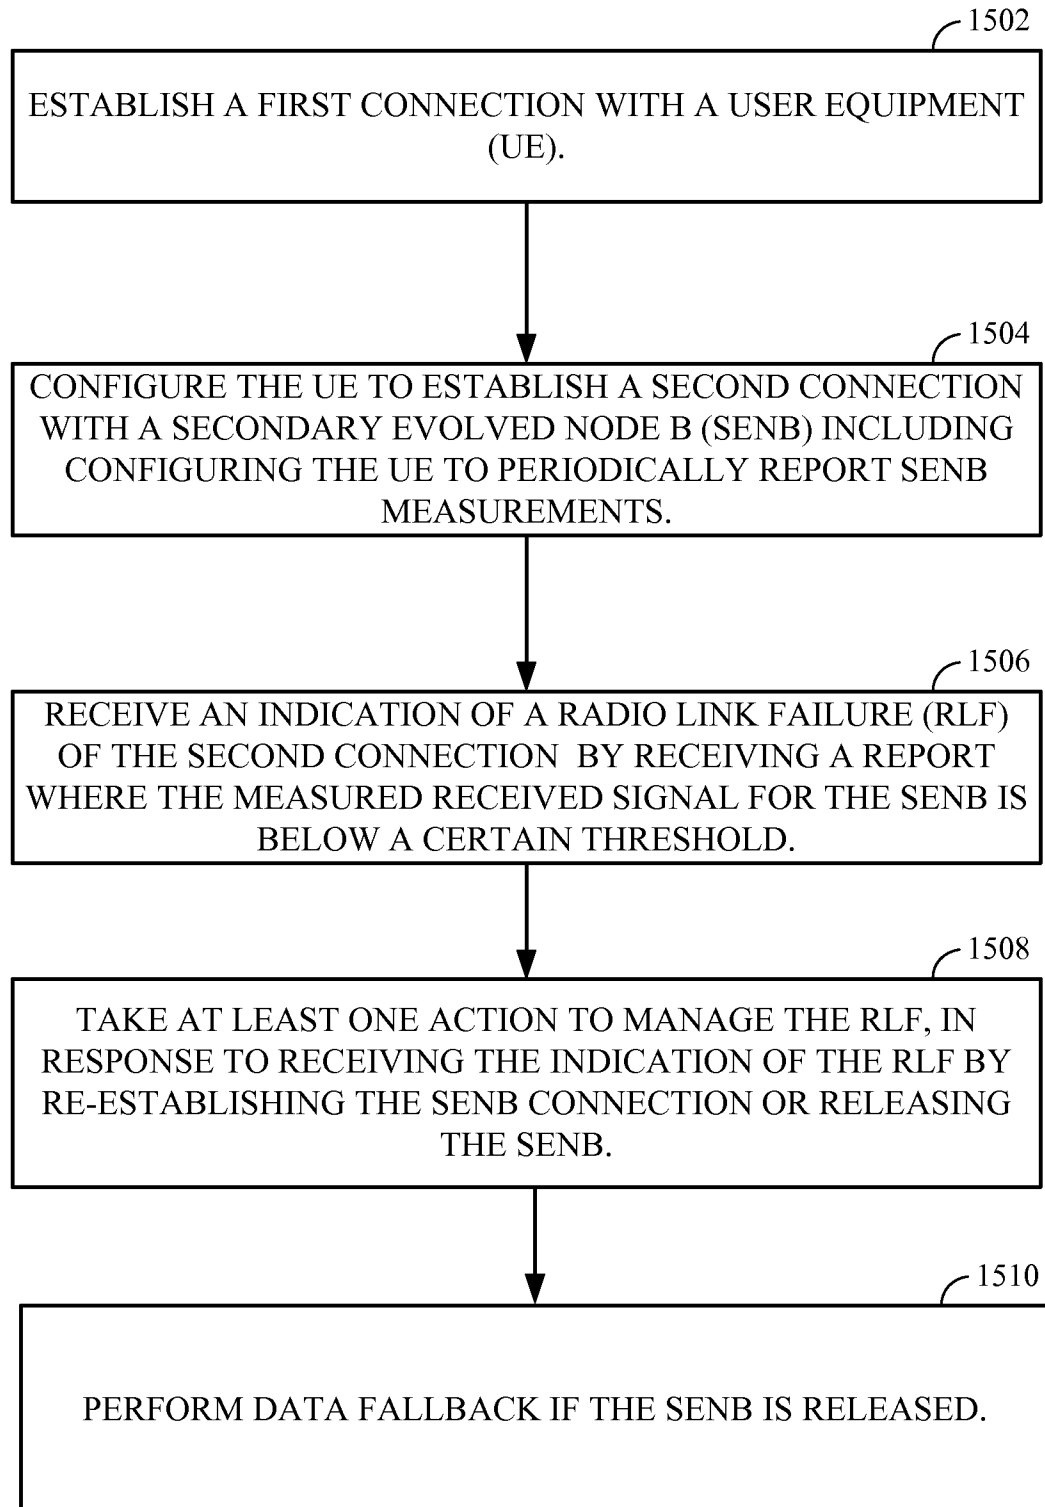 1502
ESTABLISH A FIRST CONNECTION WITH A USER EQUIPMENT
(UE).
1504
CONFIGURE THE UE TO ESTABLISH A SECOND CONNECTION
WITH A SECONDARY EVOLVED NODE B (SENB) INCLUDING
CONFIGURING THE UE TO PERIODICALLY REPORT SENB
MEASUREMENTS.
1506
RECEIVE AN INDICATION OF A RADIO LINK FAILURE (RLF)
OF THE SECOND CONNECTION BY RECEIVING A REPORT
WHERE THE MEASURED RECEIVED SIGNAL FOR THE SENB IS
BELOW A CERTAIN THRESHOLD.
1508
TAKE AT LEAST ONE ACTION TO MANAGE THE RLF, IN
RESPONSE TO RECEIVING THE INDICATION OF THE RLF BY
RE-ESTABLISHING THE SENB CONNECTION OR RELEASING
THE SENB.
1510
PERFORM DATA FALLBACK IF THE SENB IS RELEASED.